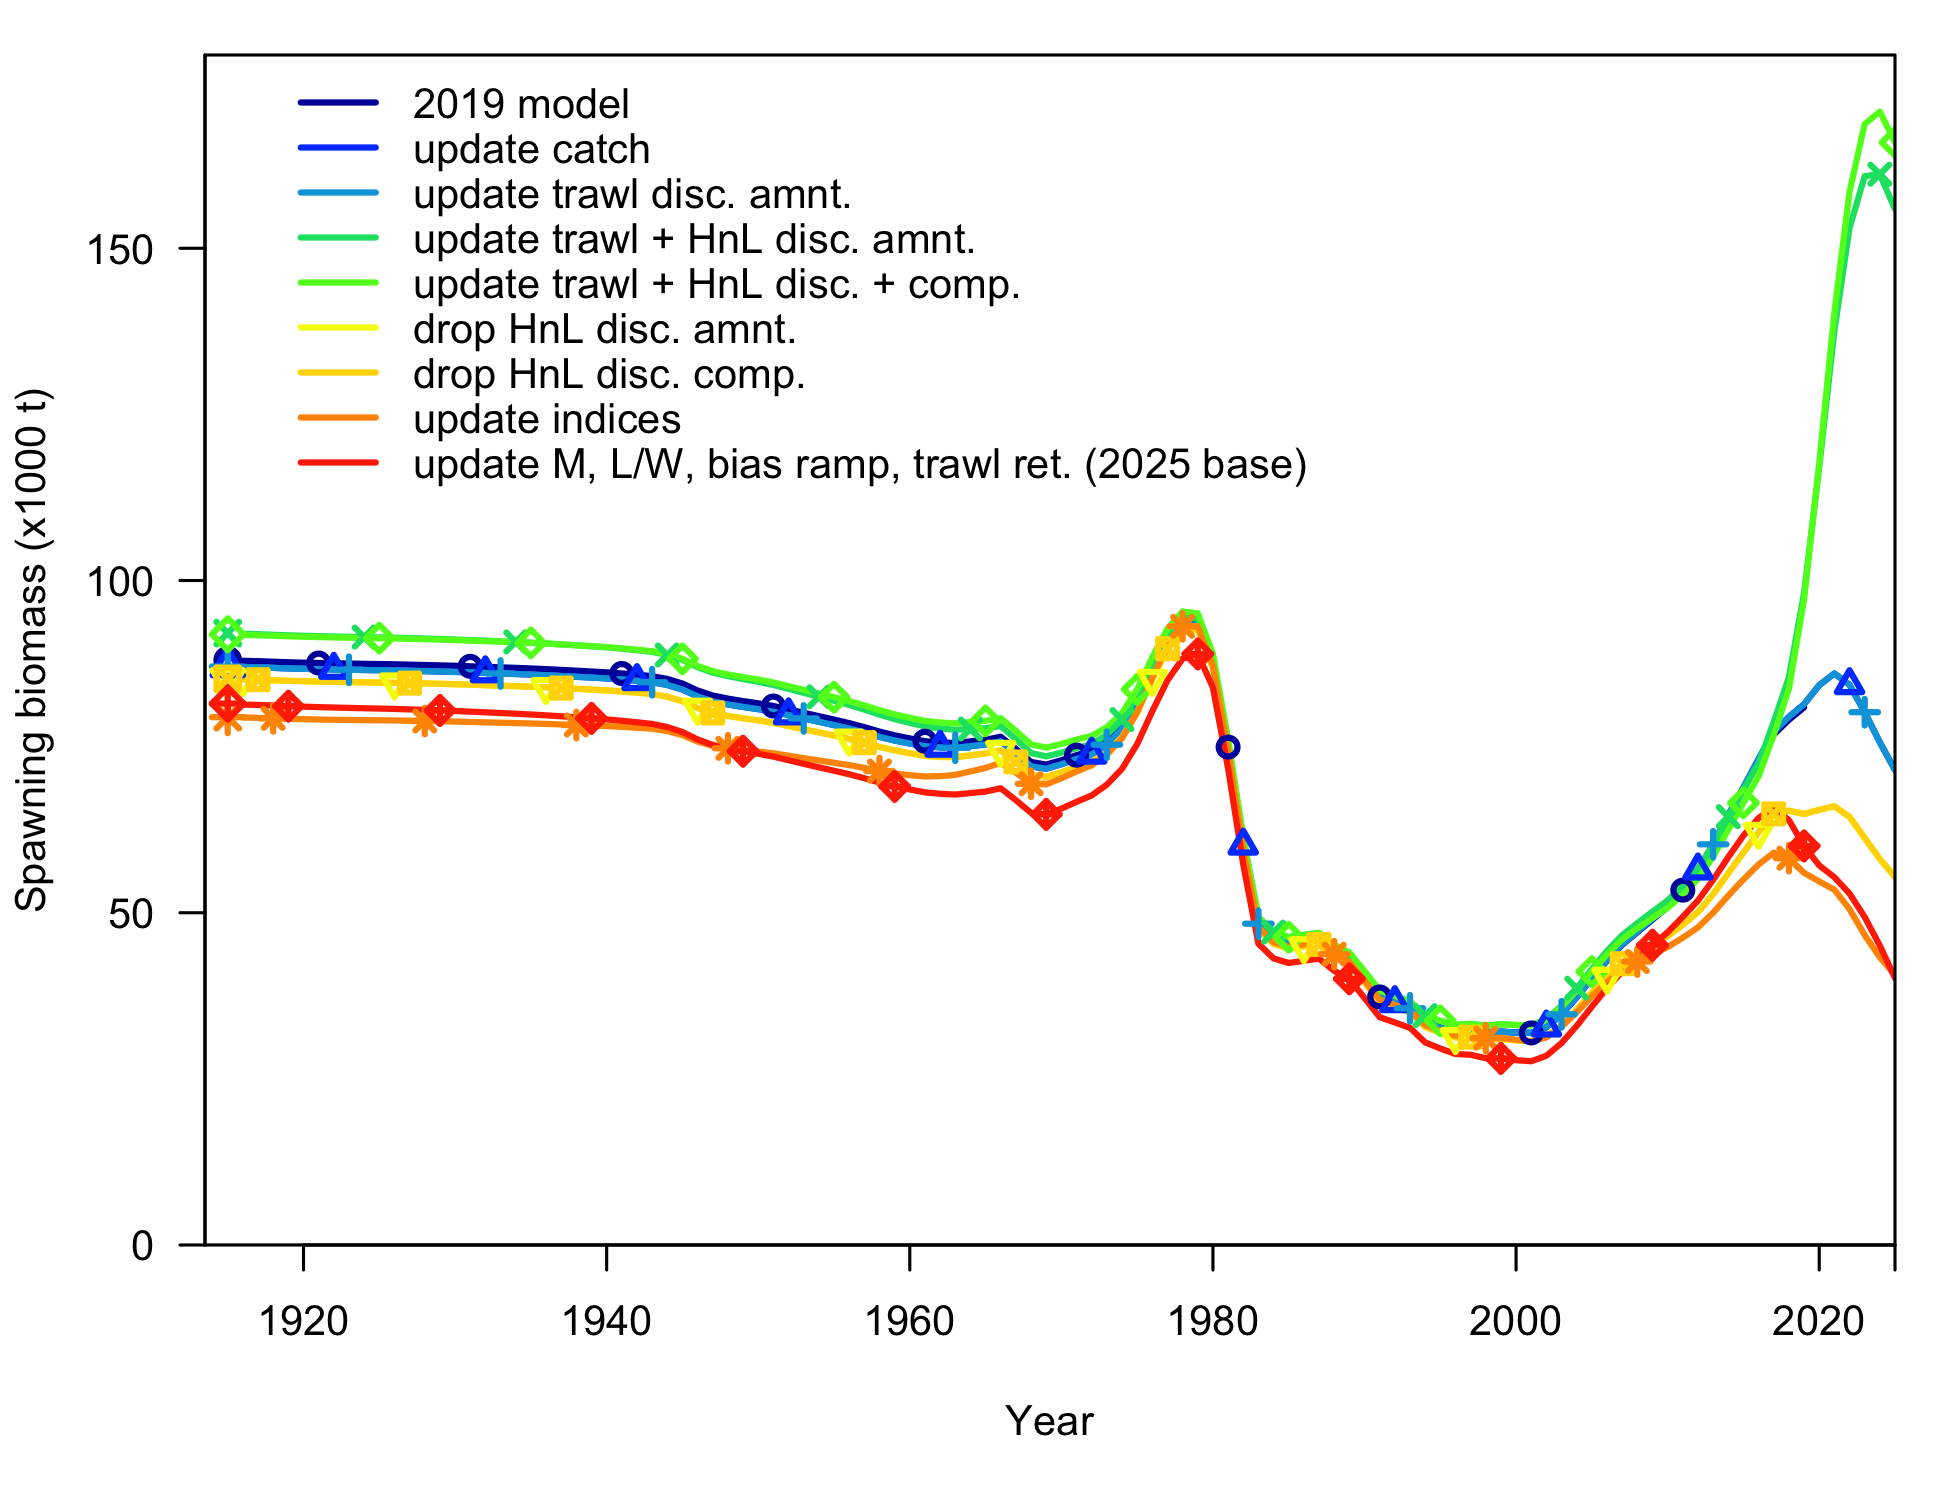 2019 model
update catch
update trawl disc. amnt.
update trawl + HnL disc. amnt.
update trawl + HnL disc. + comp.
drop HnL disc. amnt.
drop HnL disc. comp.
update indices
update M, L/W, bias ramp, trawl ret. (2025 base)
Spawning biomass (x1000 t)
150
100
50
0
1920 1940 1960 1980 2000 2020
Year